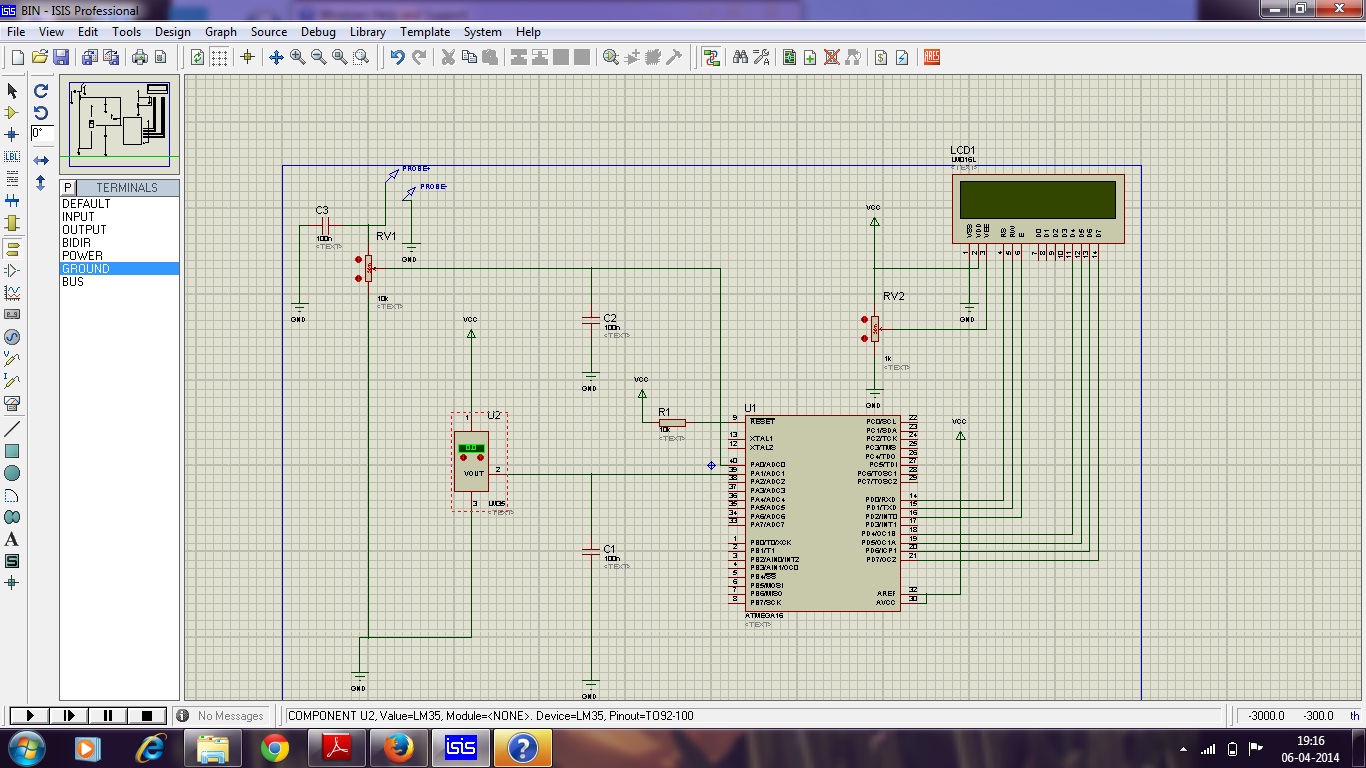 BIN - ISIS Professional
File View Edit Tools Design Graph Source Debug Library Template System Help
0°
LBL
P TERMINALS
DEFAULT
INPUT
OUTPUT
BIDIR
POWER
GROUND
BUS
A
S
ARES
PROBE+
PROBE-
C3
100n
<TEXT>
GND
GND
RV1
10k
<TEXT>
VCC
U2
1
0.0
VOUT
2
3
LM35
<TEXT>
GND
C2
100n
<TEXT>
GND
C1
100n
<TEXT>
GND
VCC
R1
10k
<TEXT>
LCD1
LM016L
<TEXT>
VSS VDD VEE RS RW E D0 D1 D2 D3 D4 D5 D6 D7
1 2 3 4 5 6 7 8 9 10 11 12 13 14
GND
VCC
RV2
1k
<TEXT>
GND
VCC
U1
9 RESET
13 XTAL1
12 XTAL2
40 PA0/ADC0
39 PA1/ADC1
38 PA2/ADC2
37 PA3/ADC3
36 PA4/ADC4
35 PA5/ADC5
34 PA6/ADC6
33 PA7/ADC7
1 PB0/T0/XCK
2 PB1/T1
3 PB2/AIN0/INT2
4 PB3/AIN1/OC0
5 PB4/SS
6 PB5/MOSI
7 PB6/MISO
8 PB7/SCK
PC0/SCL 22
PC1/SDA 23
PC2/TCK 24
PC3/TMS 25
PC4/TDO 26
PC5/TDI 27
PC6/TOSC1 28
PC7/TOSC2 29
PD0/RXD 14
PD1/TXD 15
PD2/INT0 16
PD3/INT1 17
PD4/OC1B 18
PD5/OC1A 19
PD6/ICP1 20
PD7/OC2 21
AREF 32
AVCC 30
ATMEGA16
<TEXT>
No Messages
COMPONENT U2, Value=LM35, Module=<NONE>. Device=LM35, Pinout=TO92-100
-3000.0 -300.0 th
isis
19:16
06-04-2014